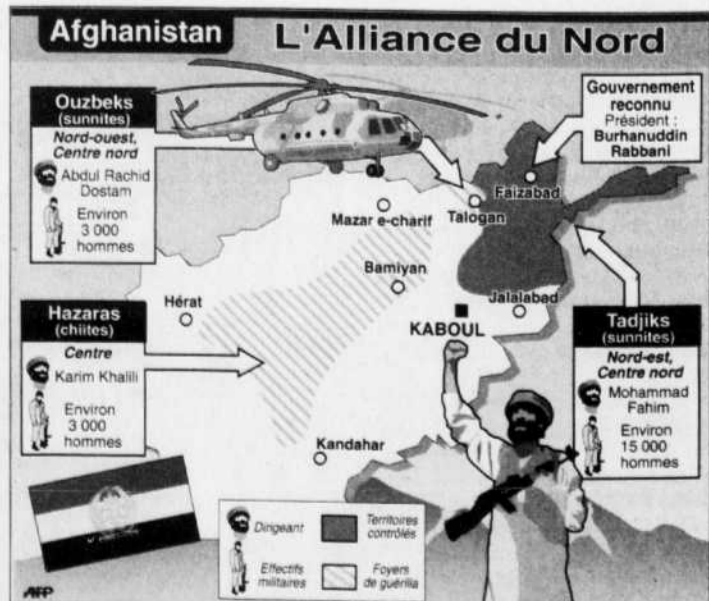 Afghanistan
L'Alliance du Nord
Ouzbeks
(sunnites)
Nord-ouest,
Centre nord
Abdul Rachid
Dostam
Environ
3 000
hommes
Gouvernement
reconnu
Président :
Burhanuddin
Rabbani
Faizabad
Talogan
Mazar e-charif
Bamiyan
Hérat
Jalalabad
KABOUL
Kandahar
Hazaras
(chiites)
Centre
Karim Khalili
Environ
3 000
hommes
Tadjiks
(sunnites)
Nord-est,
Centre nord
Mohammad
Fahim
Environ
15 000
hommes
Dirigeant
Territoires
contrôlés
Effectifs
militaires
Foyers
de guérilla
AFP